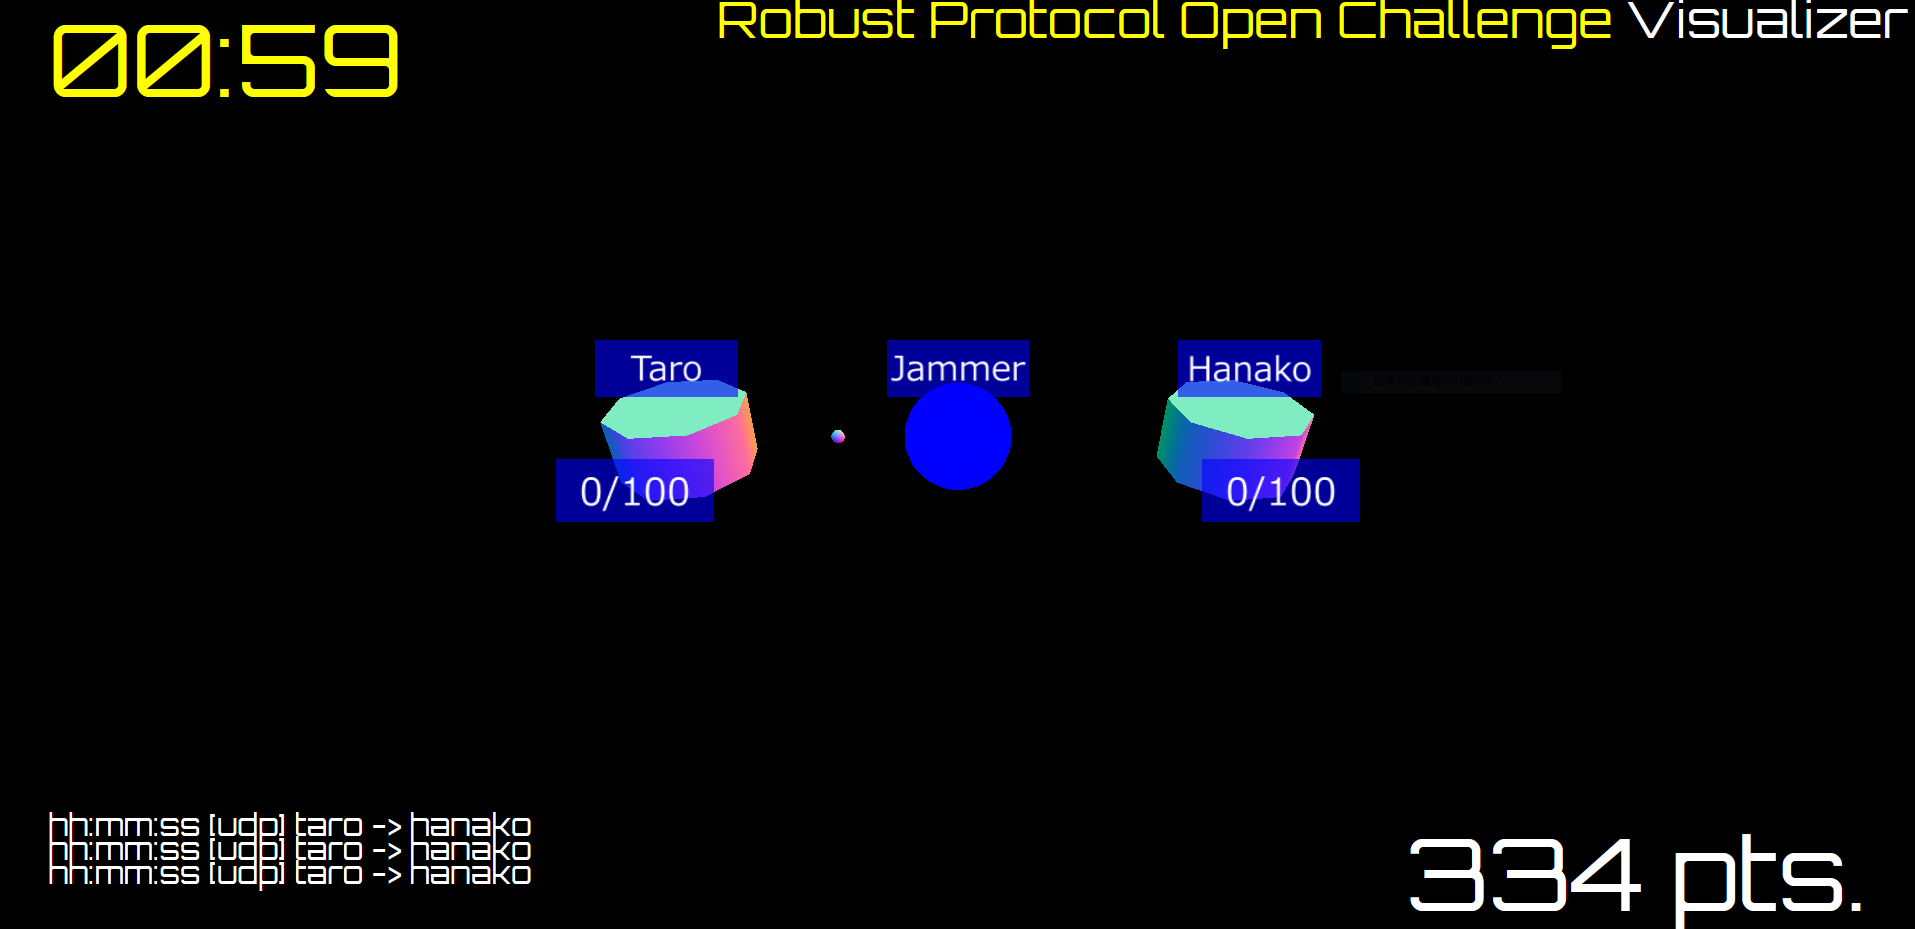 00:59
Robust Protocol Open Challenge Visualizer
Taro
Jammer
Hanako
0/100
0/100
hh:mm:ss [udp] taro -> hanako
hh:mm:ss [udp] taro -> hanako
hh:mm:ss [udp] taro -> hanako
334 pts.